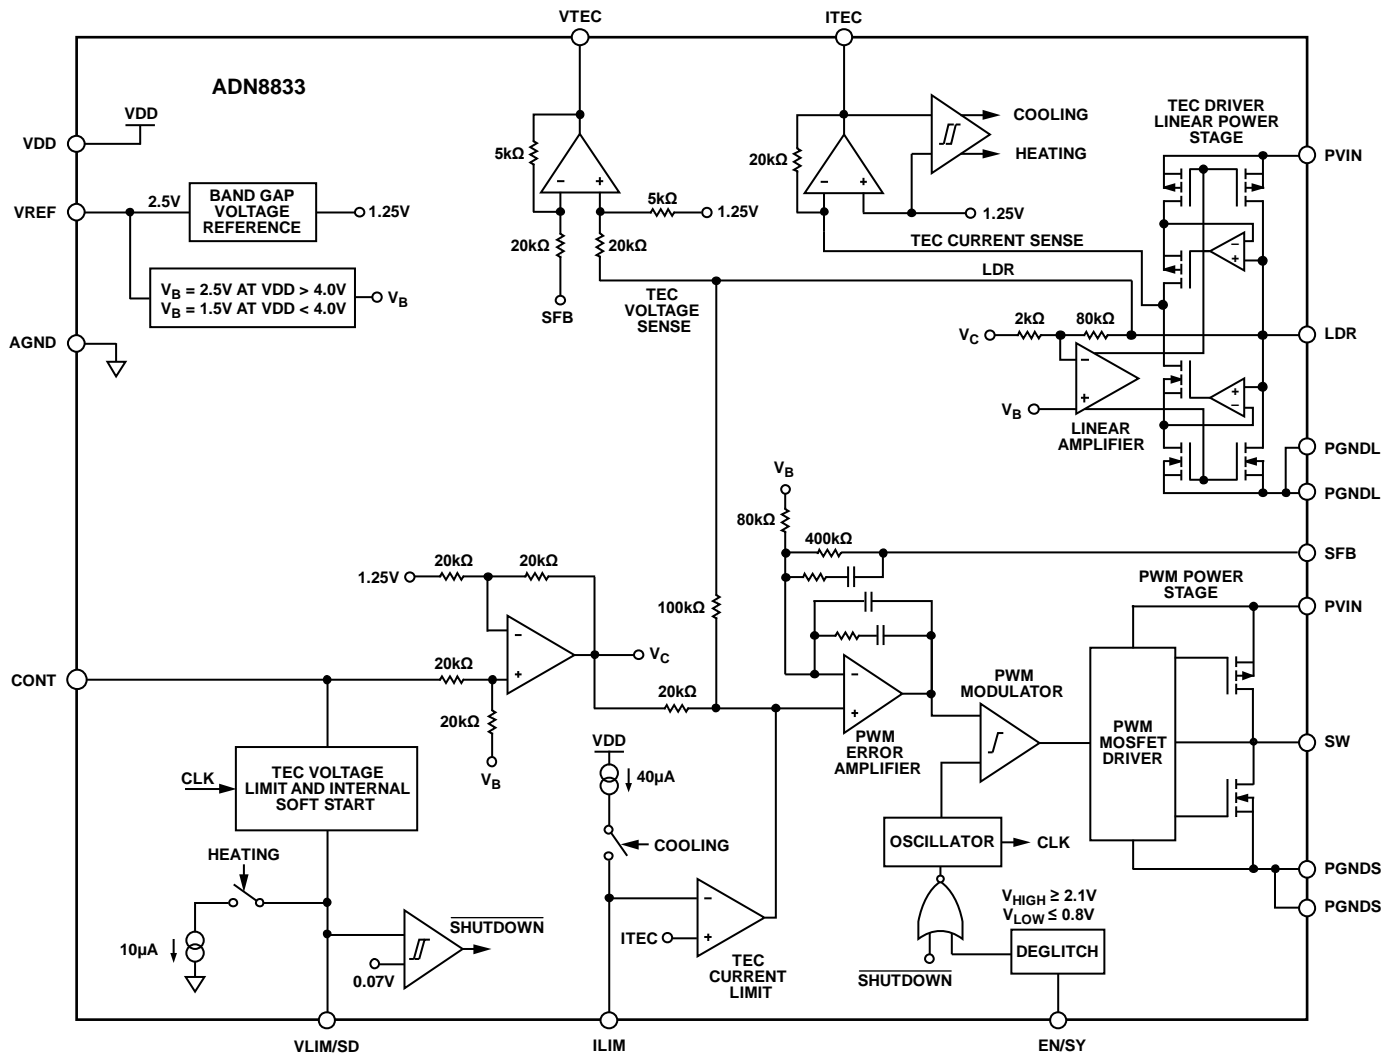 VTEC
ITEC
ADN8833
VDD
VDD
VREF
2.5V
BAND GAP
VOLTAGE
REFERENCE
1.25V
VB = 2.5V AT VDD > 4.0V
VB = 1.5V AT VDD < 4.0V
VB
AGND
5kΩ
–
+
5kΩ
1.25V
20kΩ
20kΩ
SFB
TEC
VOLTAGE
SENSE
20kΩ
–
+
COOLING
HEATING
1.25V
TEC CURRENT SENSE
LDR
TEC DRIVER
LINEAR POWER
STAGE
PVIN
–
+
VC
2kΩ
80kΩ
LDR
–
+
VB
LINEAR
AMPLIFIER
+
–
PGNDL
PGNDL
VB
80kΩ
400kΩ
SFB
1.25V
20kΩ
20kΩ
–
+
VC
100kΩ
CONT
20kΩ
20kΩ
VB
20kΩ
–
+
PWM
ERROR
AMPLIFIER
PWM
MODULATOR
PWM POWER
STAGE
PVIN
PWM
MOSFET
DRIVER
SW
PGNDS
PGNDS
CLK
TEC VOLTAGE
LIMIT AND INTERNAL
SOFT START
HEATING
10µA
SHUTDOWN
0.07V
VDD
40µA
COOLING
–
+
ITEC
TEC
CURRENT
LIMIT
OSCILLATOR
CLK
VHIGH ≥ 2.1V
VLOW ≤ 0.8V
DEGLITCH
SHUTDOWN
VLIM/SD
ILIM
EN/SY